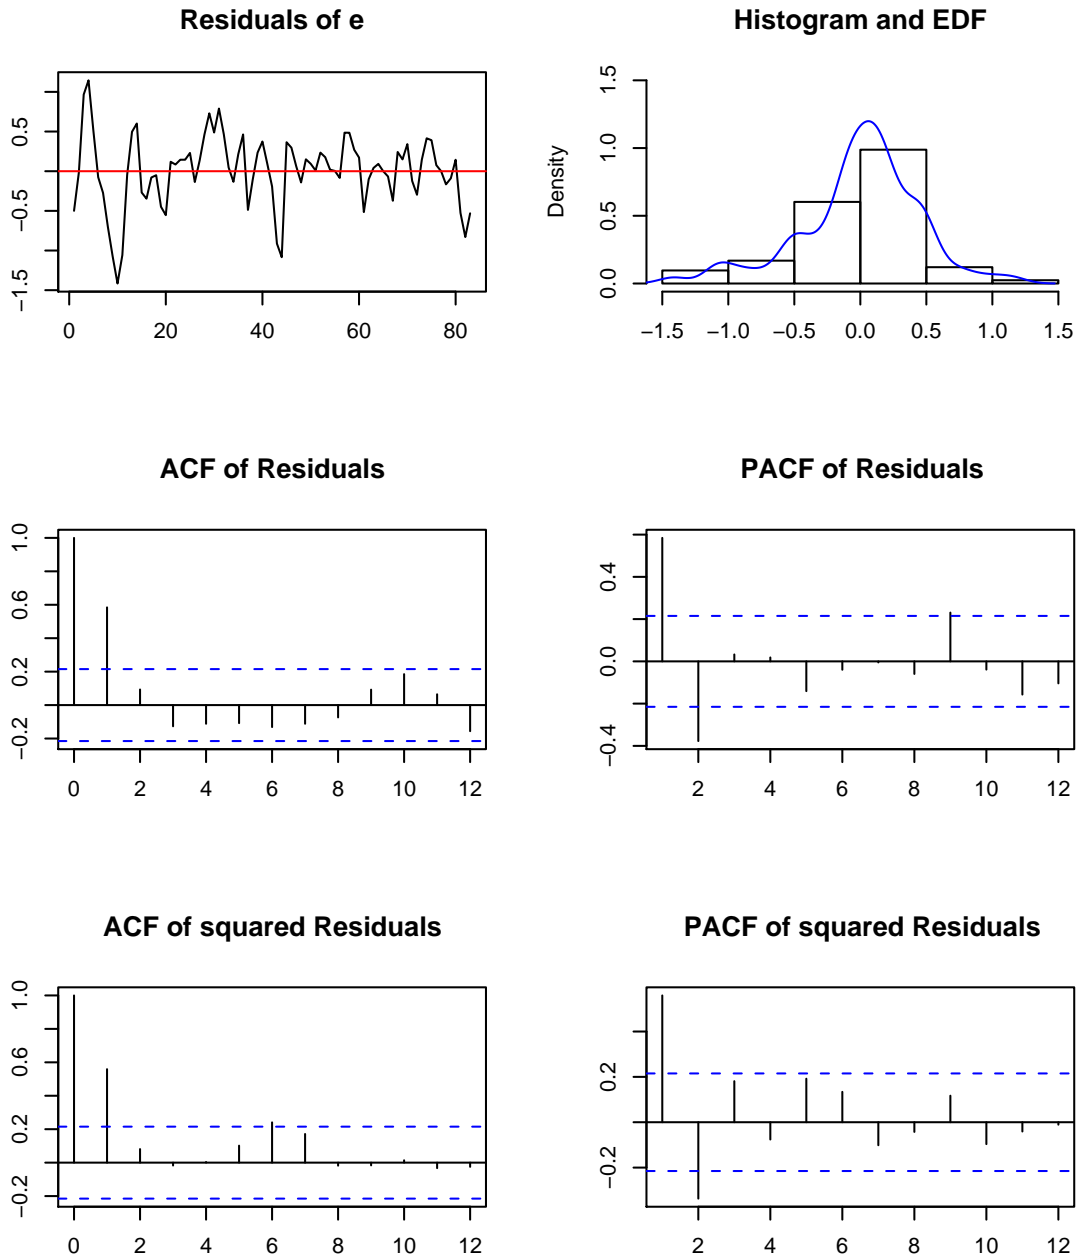 Residuals of e
0.5
−0.5
−1.5
0 20 40 60 80
Histogram and EDF
Density
1.5
1.0
0.5
0.0
−1.5 −1.0 −0.5 0.0 0.5 1.0 1.5
ACF of Residuals
1.0
0.6
0.2
−0.2
0 2 4 6 8 10 12
PACF of Residuals
0.4
0.0
−0.4
2 4 6 8 10 12
ACF of squared Residuals
1.0
0.6
0.2
−0.2
0 2 4 6 8 10 12
PACF of squared Residuals
0.2
−0.2
2 4 6 8 10 12